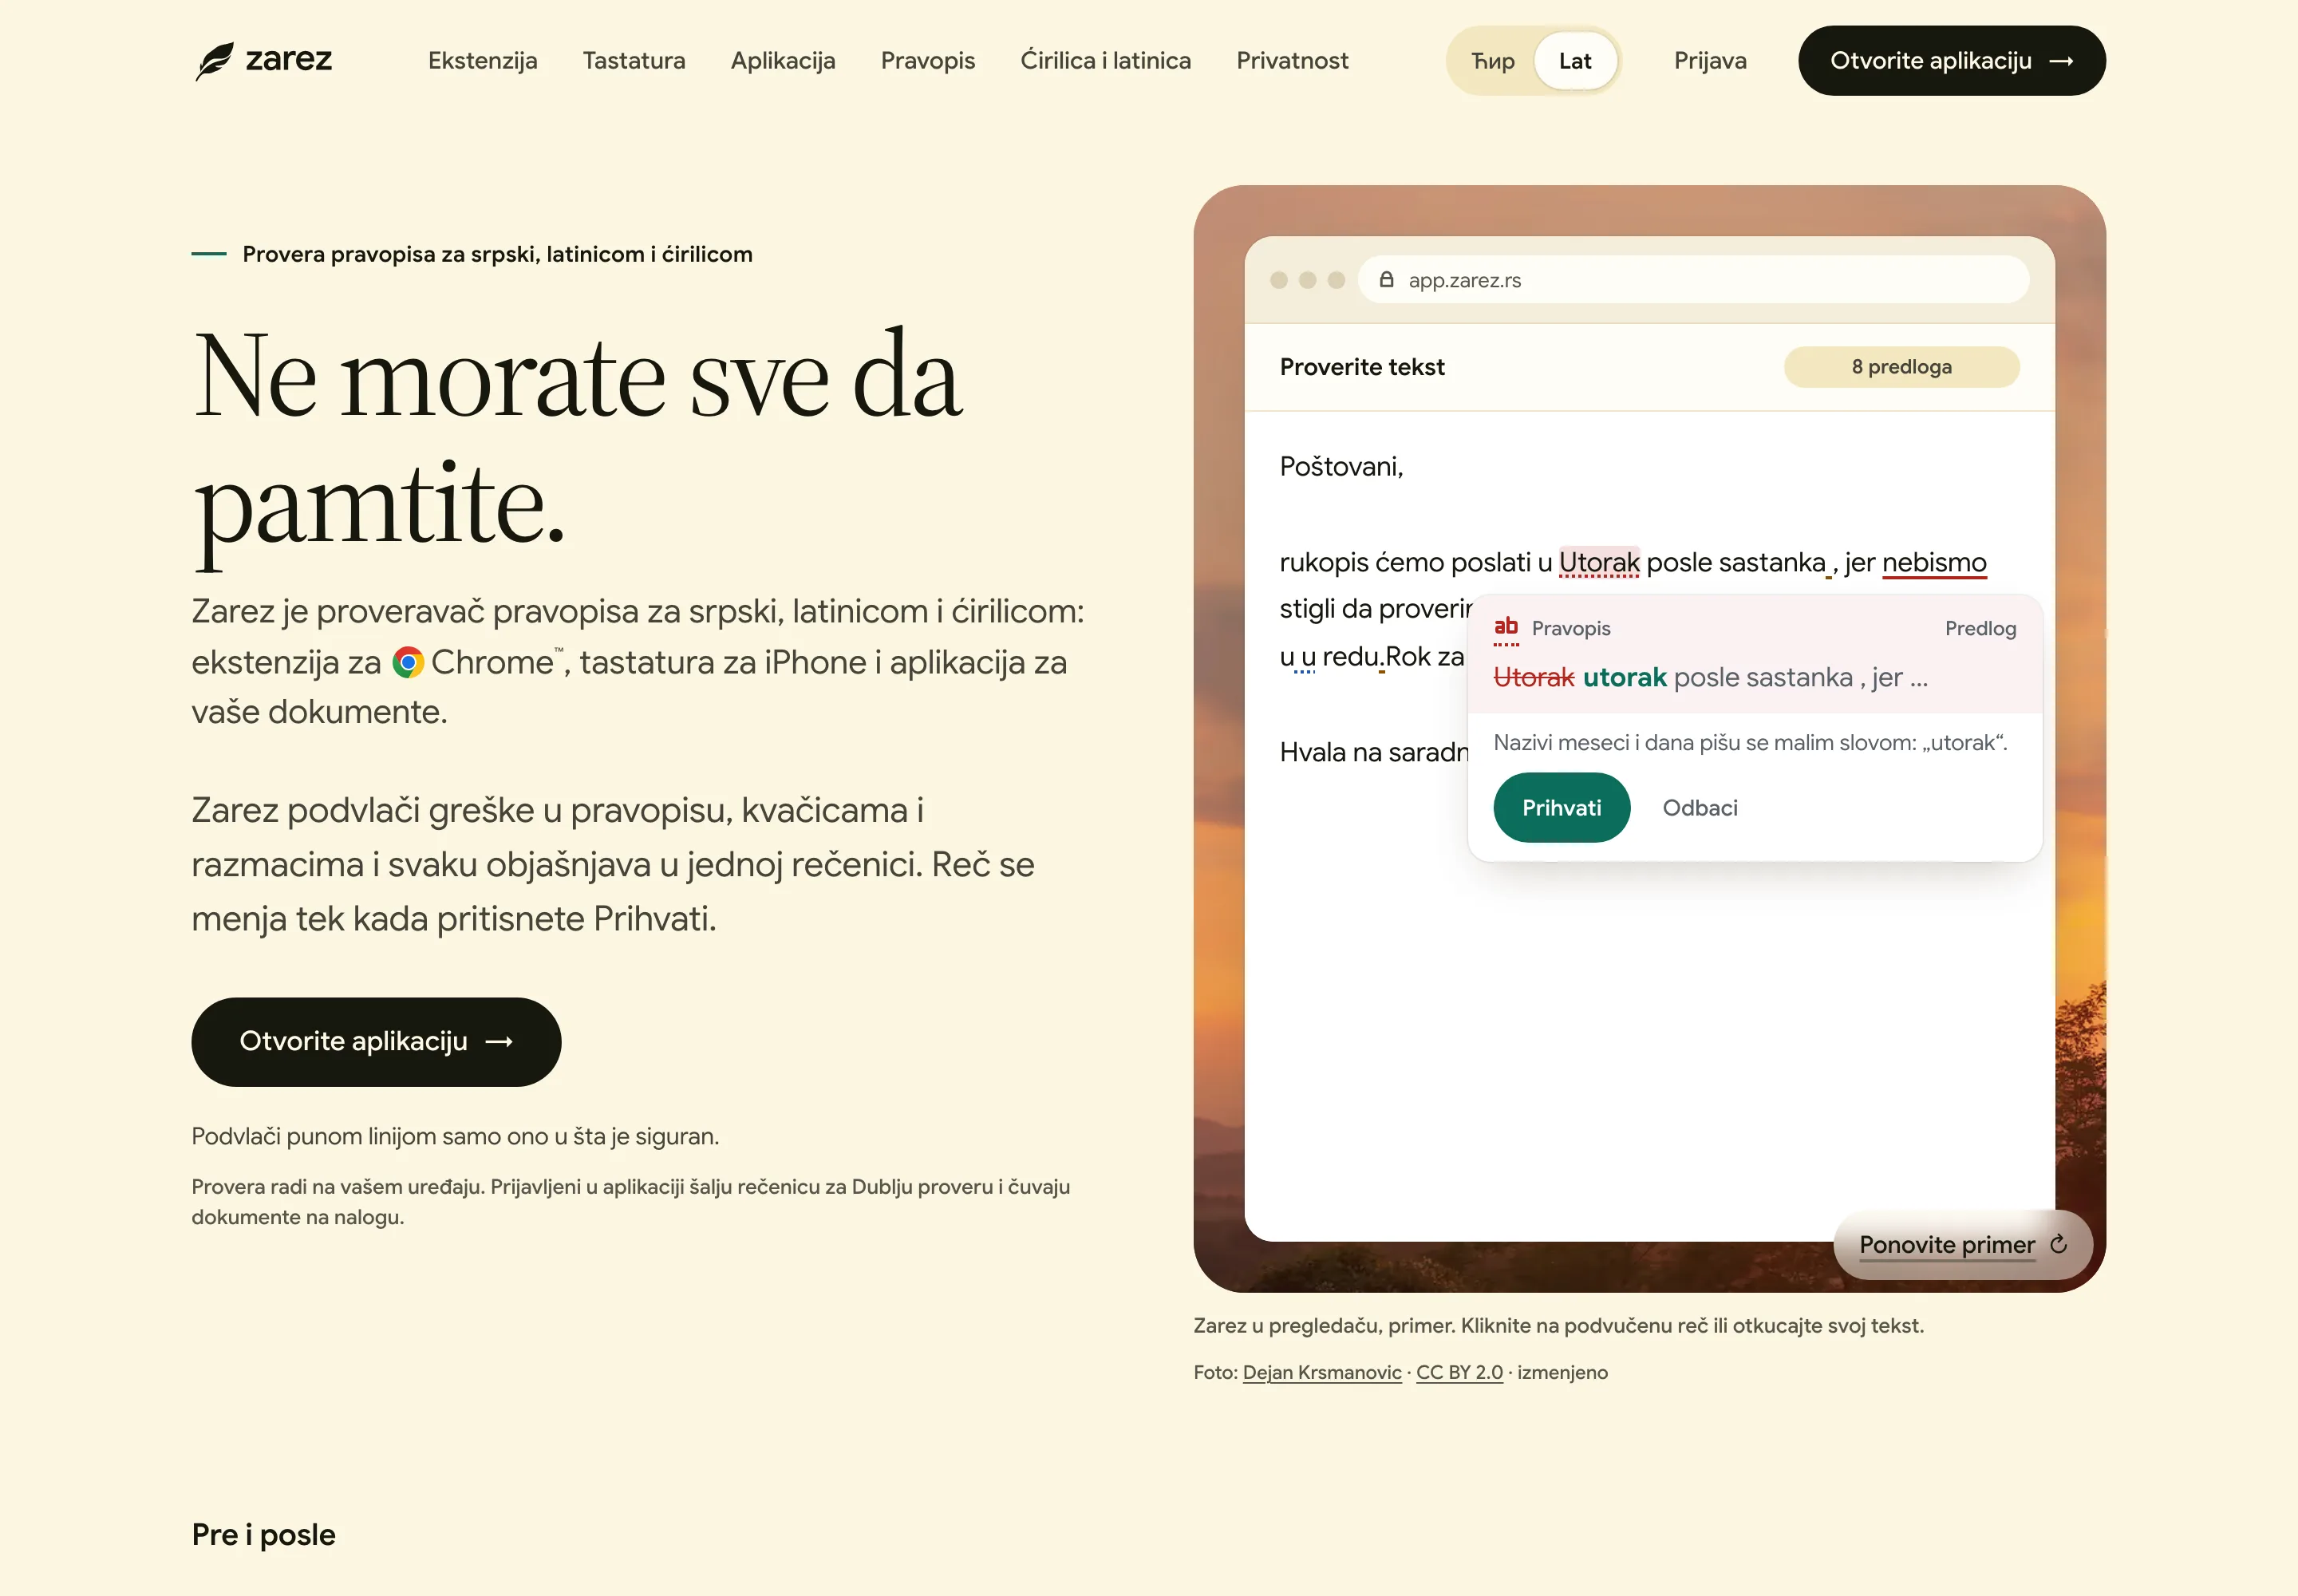 zarez
Ekstenzija
Tastatura
Aplikacija
Pravopis
Ćirilica i latinica
Privatnost
Ћир
Lat
Prijava
Otvorite aplikaciju →
Provera pravopisa za srpski, latinicom i ćirilicom
Ne morate sve da
pamtite.
Zarez je proveravač pravopisa za srpski, latinicom i ćirilicom:
ekstenzija za Chrome™, tastatura za iPhone i aplikacija za
vaše dokumente.
Zarez podvlači greške u pravopisu, kvačicama i
razmacima i svaku objašnjava u jednoj rečenici. Reč se
menja tek kada pritisnete Prihvati.
Otvorite aplikaciju →
Podvlači punom linijom samo ono u šta je siguran.
Provera radi na vašem uređaju. Prijavljeni u aplikaciji šalju rečenicu za Dublju proveru i čuvaju
dokumente na nalogu.
app.zarez.rs
Proverite tekst
8 predloga
Poštovani,
rukopis ćemo poslati u Utorak posle sastanka , jer nebismo
stigli da proverim
u u redu.Rok za
Hvala na saradn
ab Pravopis
Predlog
Utorak utorak posle sastanka , jer ...
Nazivi meseci i dana pišu se malim slovom: „utorak“.
Prihvati
Odbaci
Ponovite primer
Zarez u pregledaču, primer. Kliknite na podvučenu reč ili otkucajte svoj tekst.
Foto: Dejan Krsmanovic · CC BY 2.0 · izmenjeno
Pre i posle